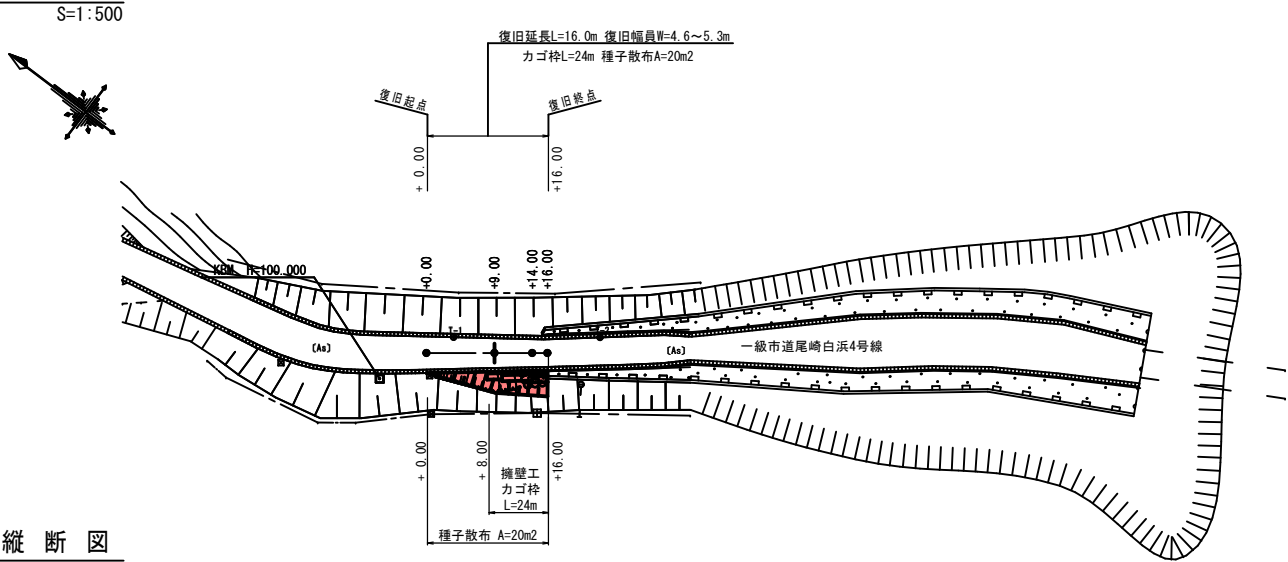 S=1:500
復旧延長L=16.0m 復旧幅員W=4.6～5.3m
カゴ枠L=24m 種子散布A=20m2
復旧起点
復旧終点
+ 0.00
+16.00
KBM H=100.000
+0.00
+9.00
+14.00
+16.00
T-1
(As)
(As)
一級市道尾崎白浜4号線
+ 0.00
+ 8.00
+16.00
擁壁工
カゴ枠
L=24m
種子散布 A=20m2
縦断図